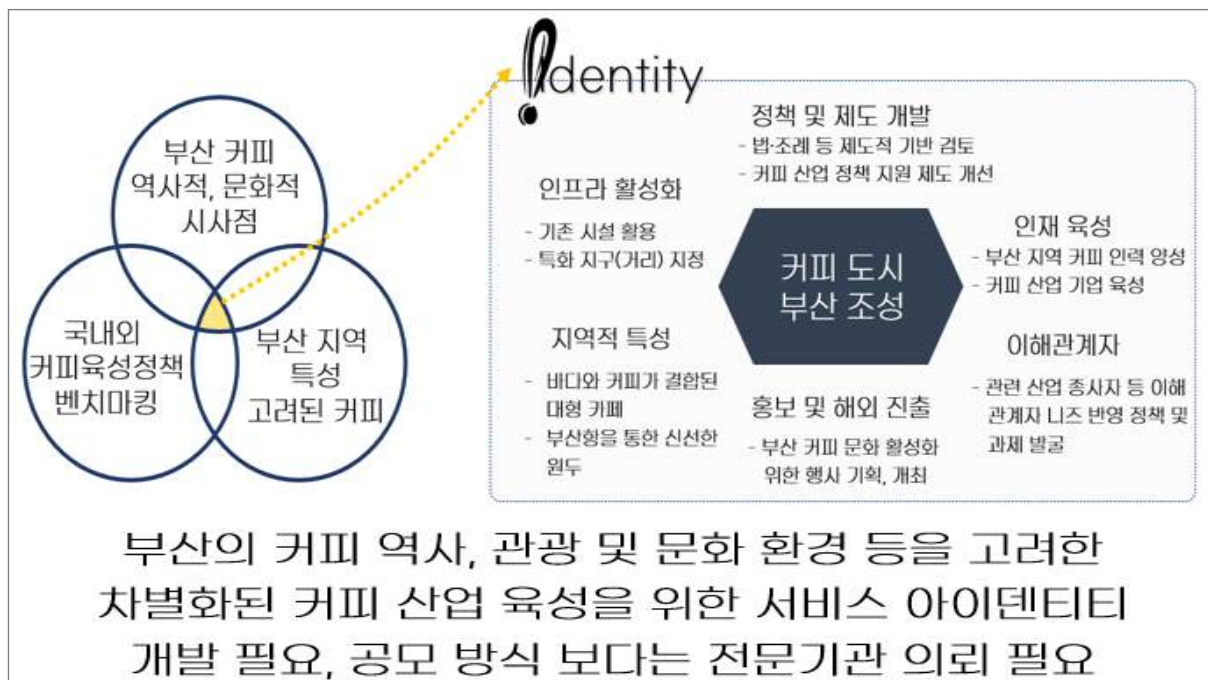 부산 커피
역사적, 문화적
시사점
국내외
커피육성정책
벤치마킹
부산 지역
특성
고려된 커피
Identity
정책 및 제도 개발
- 법·조례 등 제도적 기반 검토
- 커피 산업 정책 지원 제도 개선
인프라 활성화
- 기존 시설 활용
- 특화 지구(거리) 지정
커피 도시
부산 조성
인재 육성
- 부산 지역 커피 인력 양성
- 커피 산업 기업 육성
지역적 특성
- 바다와 커피가 결합된
대형 카페
- 부산항을 통한 신선한
원두
홍보 및 해외 진출
- 부산 커피 문화 활성화
위한 행사 기획, 개최
이해관계자
- 관련 산업 종사자 등 이해
관계자 니즈 반영 정책 및
과제 발굴
부산의 커피 역사, 관광 및 문화 환경 등을 고려한
차별화된 커피 산업 육성을 위한 서비스 아이덴티티
개발 필요, 공모 방식 보다는 전문기관 의뢰 필요